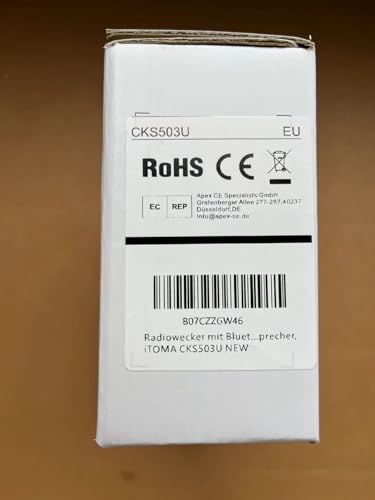 CKS503U EU
RoHS CE
EC REP
Apex CE Specialists GmbH
Grafenberger Allee 277-287,40237
Düsseldorf,DE
Info@apex-ce.de
B07CZZGW46
Radiowecker mit Bluet...precher,
iTOMA CKS503U NEW